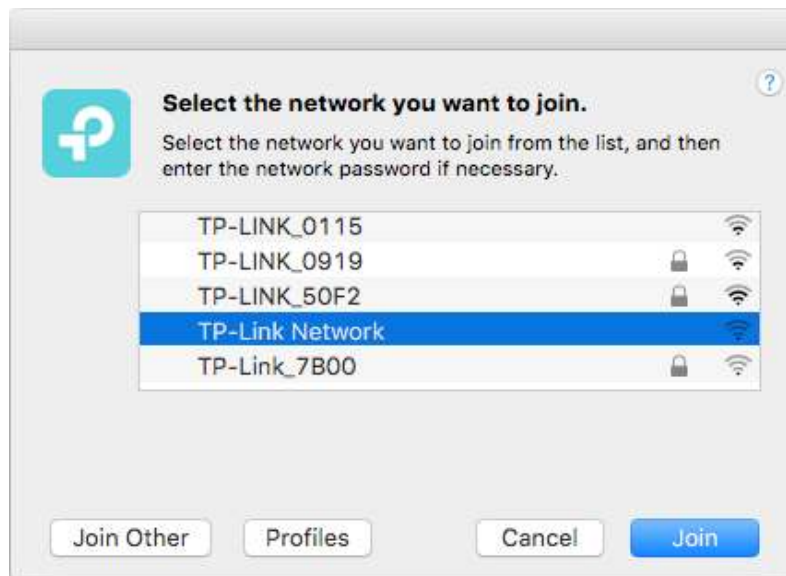 ?
Select the network you want to join.
Select the network you want to join from the list, and then
enter the network password if necessary.
TP-LINK_0115
TP-LINK_0919
TP-LINK_50F2
TP-Link Network
TP-Link_7B00
Join Other Profiles Cancel Join